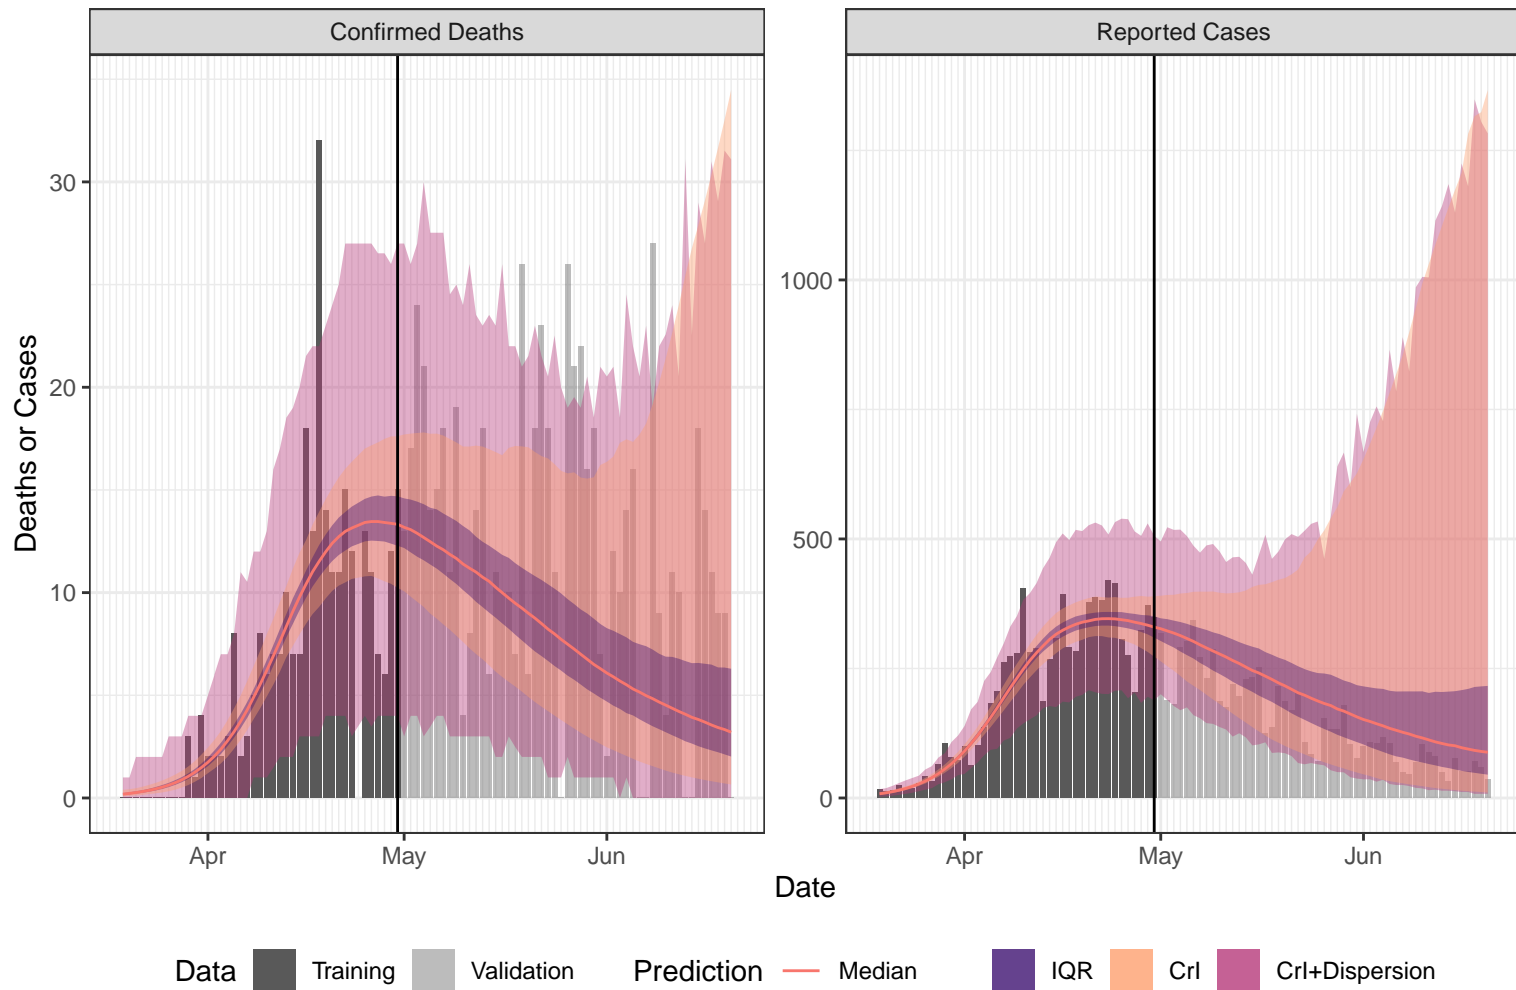 Confirmed Deaths
Reported Cases
Deaths or Cases
30
20
10
0
1000
500
0
Apr
May
Jun
Apr
May
Jun
Date
Data Training Validation Prediction Median IQR CrI CrI+Dispersion